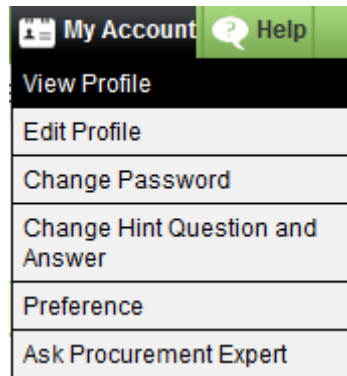 My Account Help
View Profile
Edit Profile
Change Password
Change Hint Question and
Answer
Preference
Ask Procurement Expert